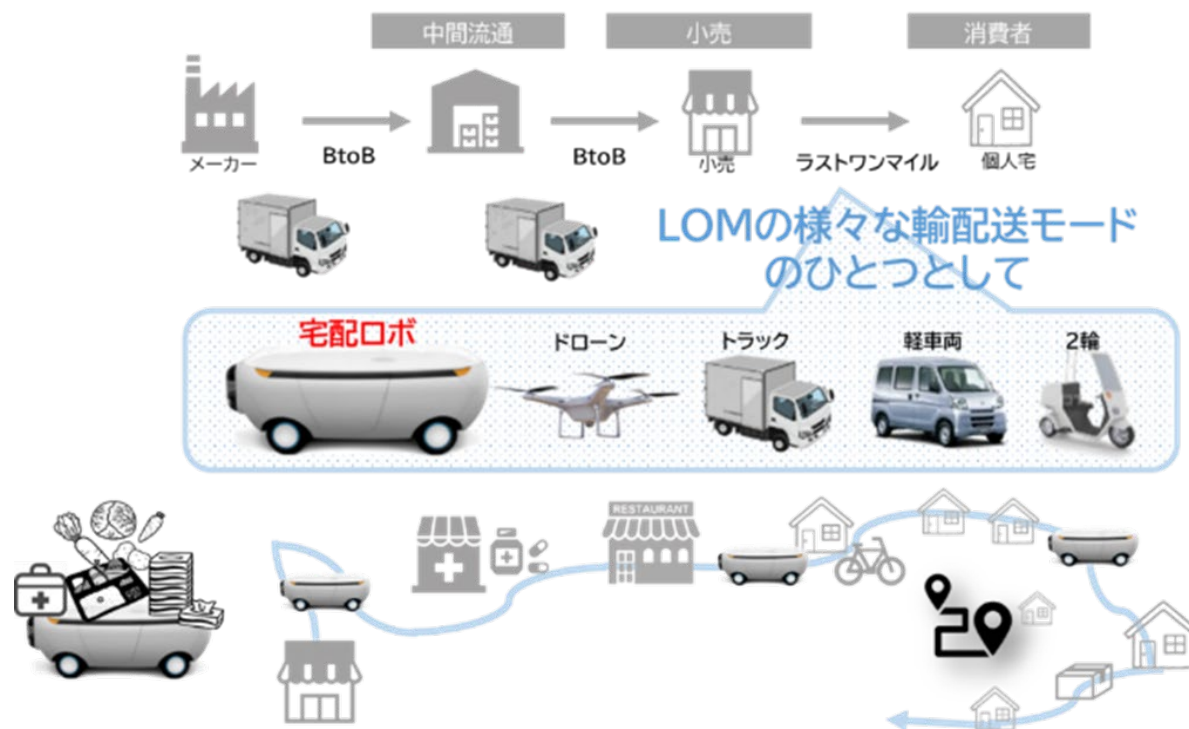 中間流通
小売
消費者
メーカー
BtoB
BtoB
小売
ラストワンマイル
個人宅
LOMの様々な輸配送モード
のひとつとして
宅配ロボ
ドローン
トラック
軽車両
2輪
RESTAURANT